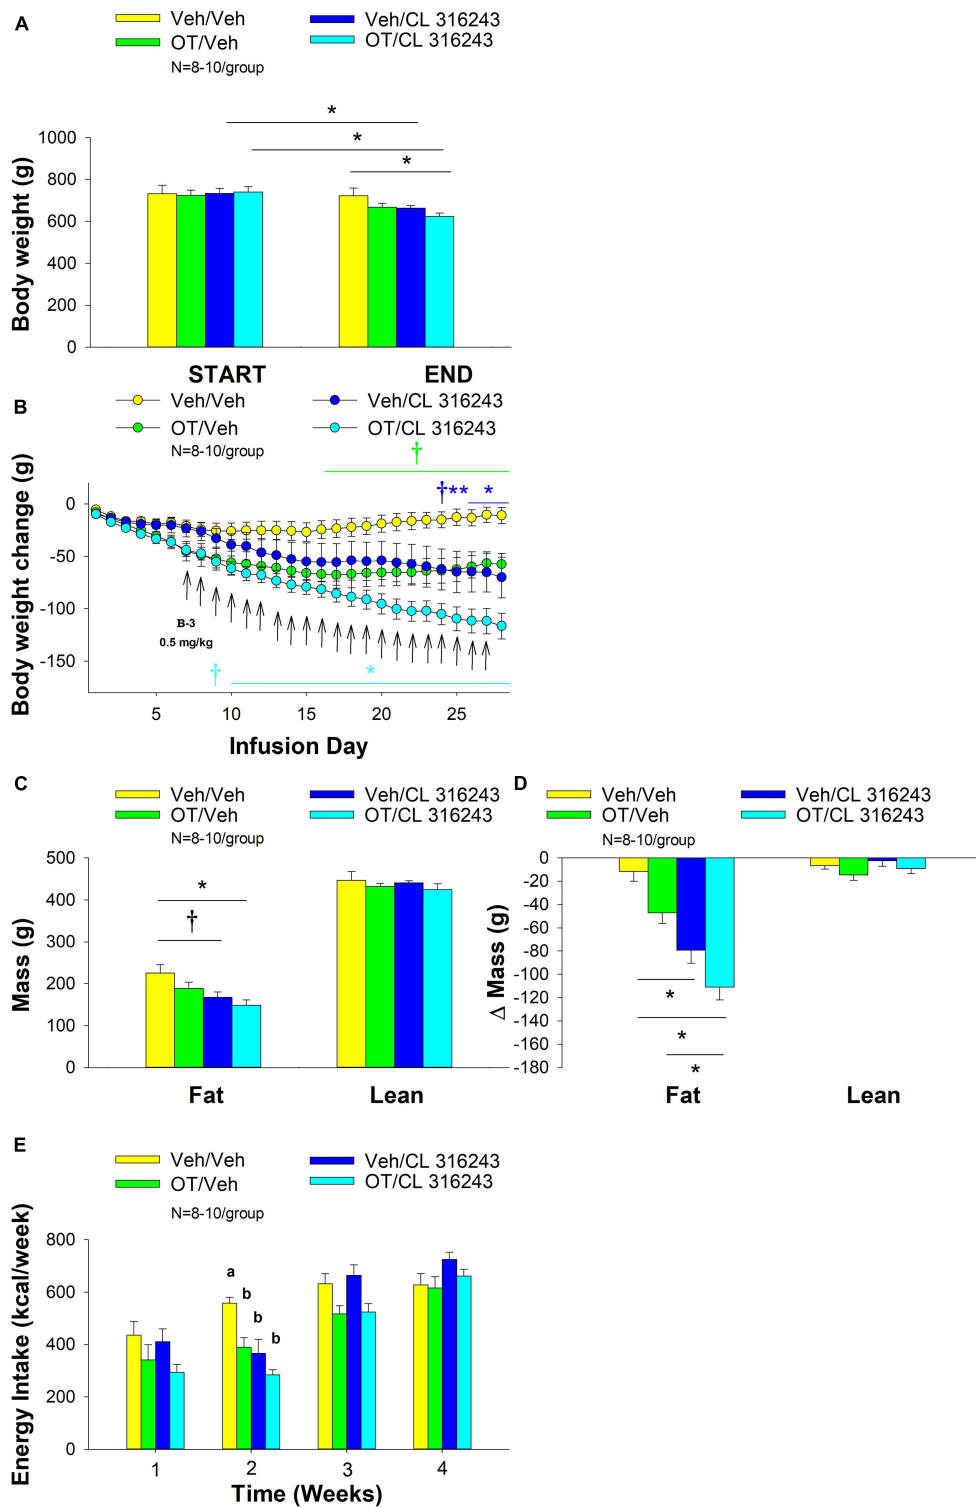 A
Veh/Veh
Veh/CL 316243
OT/Veh
OT/CL 316243
N=8-10/group
*
*
*
Body weight (g)
1000
800
600
400
200
0
START
END
B
Veh/Veh
Veh/CL 316243
OT/Veh
OT/CL 316243
N=8-10/group
†
†** *
Body weight change (g)
0
-50
-100
-150
B-3
0.5 mg/kg
† *
5 10 15 20 25
Infusion Day
C
Veh/Veh
Veh/CL 316243
OT/Veh
OT/CL 316243
N=8-10/group
Mass (g)
500
400
300
200
100
0
*
†
Fat
Lean
D
Veh/Veh
Veh/CL 316243
OT/Veh
OT/CL 316243
N=8-10/group
Δ Mass (g)
0
-20
-40
-60
-80
-100
-120
-140
-160
-180
*
*
*
Fat
Lean
E
Veh/Veh
Veh/CL 316243
OT/Veh
OT/CL 316243
N=8-10/group
Energy Intake (kcal/week)
800
600
400
200
0
a
b
b
b
1 2 3 4
Time (Weeks)